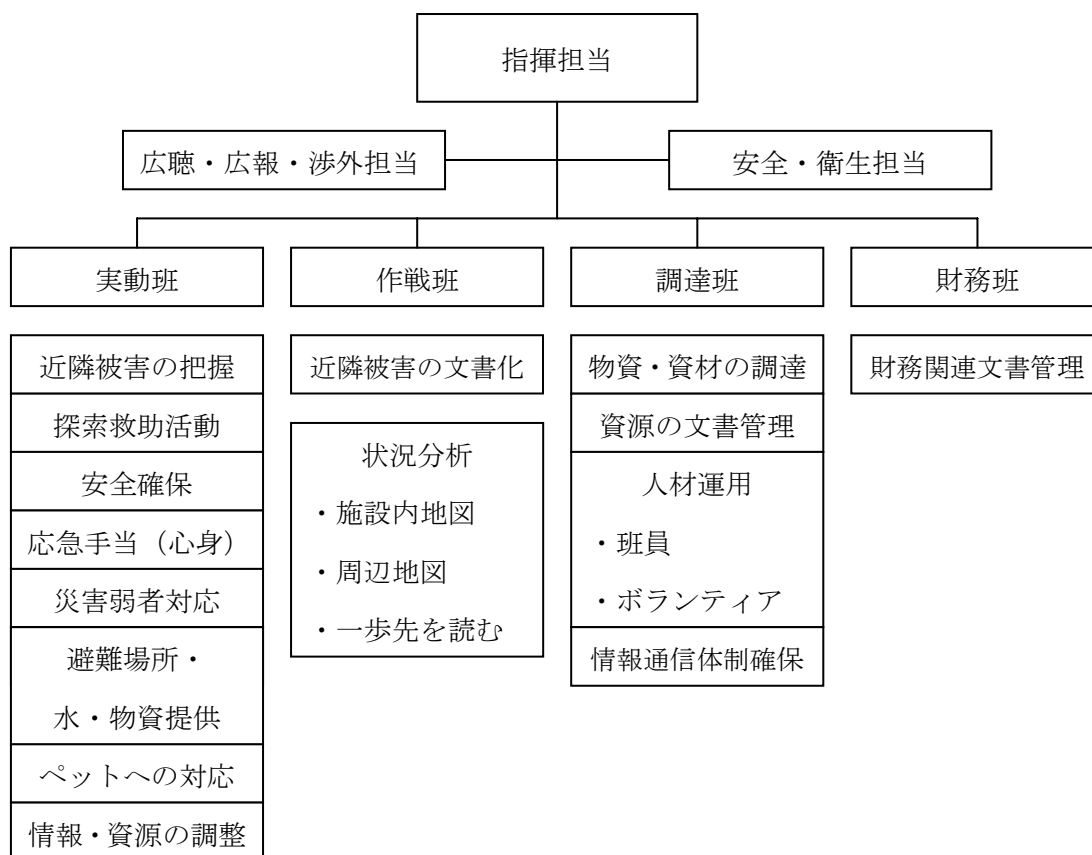 指揮担当
広聴・広報・渉外担当
安全・衛生担当
実動班
作戦班
調達班
財務班
近隣被害の把握
探索救助活動
安全確保
応急手当（心身）
災害弱者対応
避難場所・
水・物資提供
ペットへの対応
情報・資源の調整
近隣被害の文書化
状況分析
・施設内地図
・周辺地図
・一歩先を読む
物資・資材の調達
資源の文書管理
人材運用
・班員
・ボランティア
情報通信体制確保
財務関連文書管理